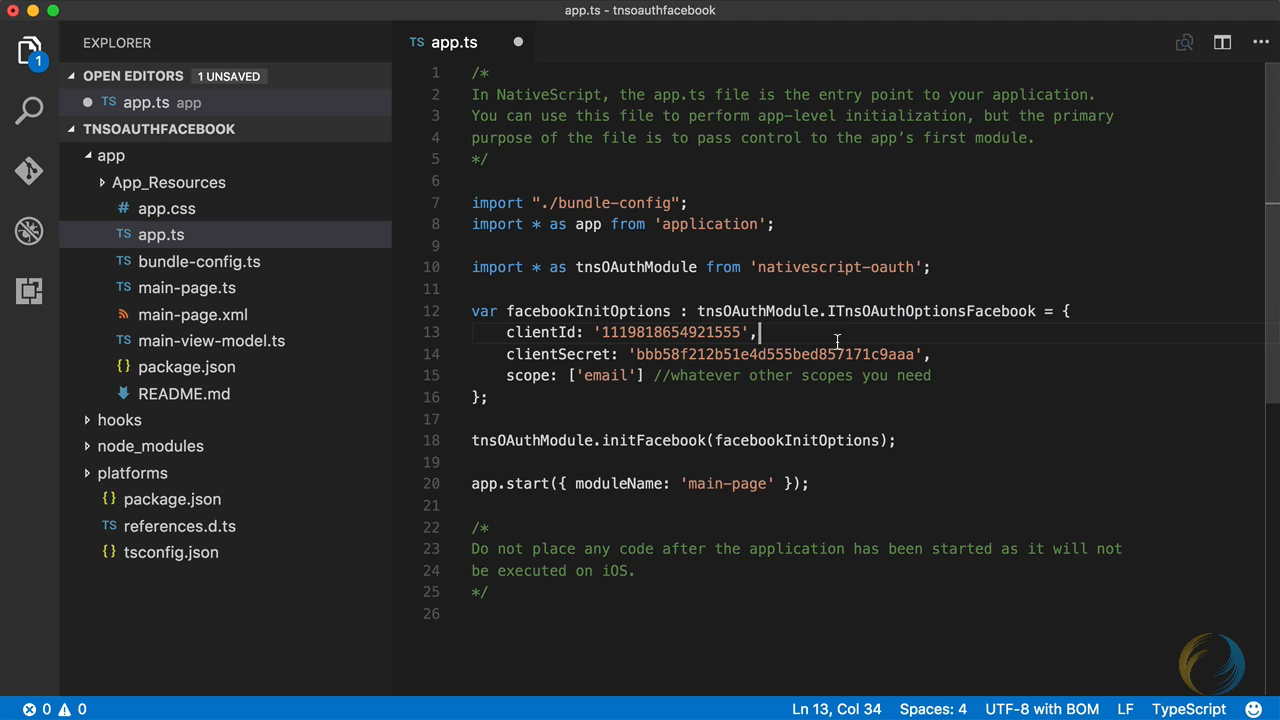 app.ts - tnsoauthfacebook
EXPLORER
OPEN EDITORS 1 UNSAVED
TS app.ts app
TNSOAUTHFACEBOOK
app
App_Resources
# app.css
TS app.ts
TS bundle-config.ts
TS main-page.ts
main-page.xml
TS main-view-model.ts
{} package.json
README.md
hooks
node_modules
platforms
{} package.json
TS references.d.ts
{} tsconfig.json
1
TS app.ts
1 /*
2 In NativeScript, the app.ts file is the entry point to your application.
3 You can use this file to perform app-level initialization, but the primary
4 purpose of the file is to pass control to the app’s first module.
5 */
6
7 import "./bundle-config";
8 import * as app from 'application';
9
10 import * as tnsOAuthModule from 'nativescript-oauth';
11
12 var facebookInitOptions : tnsOAuthModule.ITnsOAuthOptionsFacebook = {
13 clientId: '1119818654921555',
14 clientSecret: 'bbb58f212b51e4d555bed857171c9aaa',
15 scope: ['email'] //whatever other scopes you need
16 };
17
18 tnsOAuthModule.initFacebook(facebookInitOptions);
19
20 app.start({ moduleName: 'main-page' });
21
22 /*
23 Do not place any code after the application has been started as it will not
24 be executed on iOS.
25 */
26
0 0 Ln 13, Col 34 Spaces: 4 UTF-8 with BOM LF TypeScript